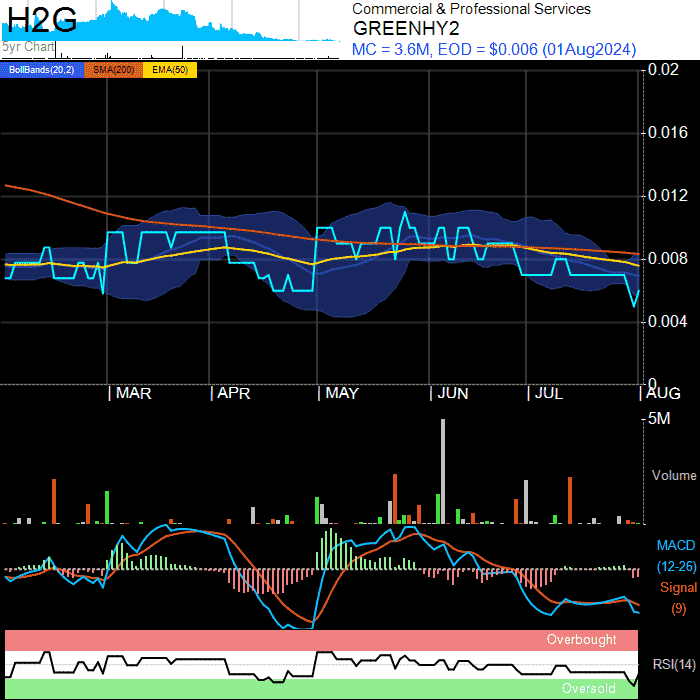 H2G
5yr Chart
Commercial & Professional Services
GREENHY2
MC = 3.6M, EOD = $0.006 (01Aug2024)
BollBands(20,2) SMA(200) EMA(50)
0.02
0.016
0.012
0.008
0.004
0
MAR APR MAY JUN JUL AUG
5M
Volume
MACD
(12-26)
Signal
(9)
Overbought
RSI(14)
Oversold